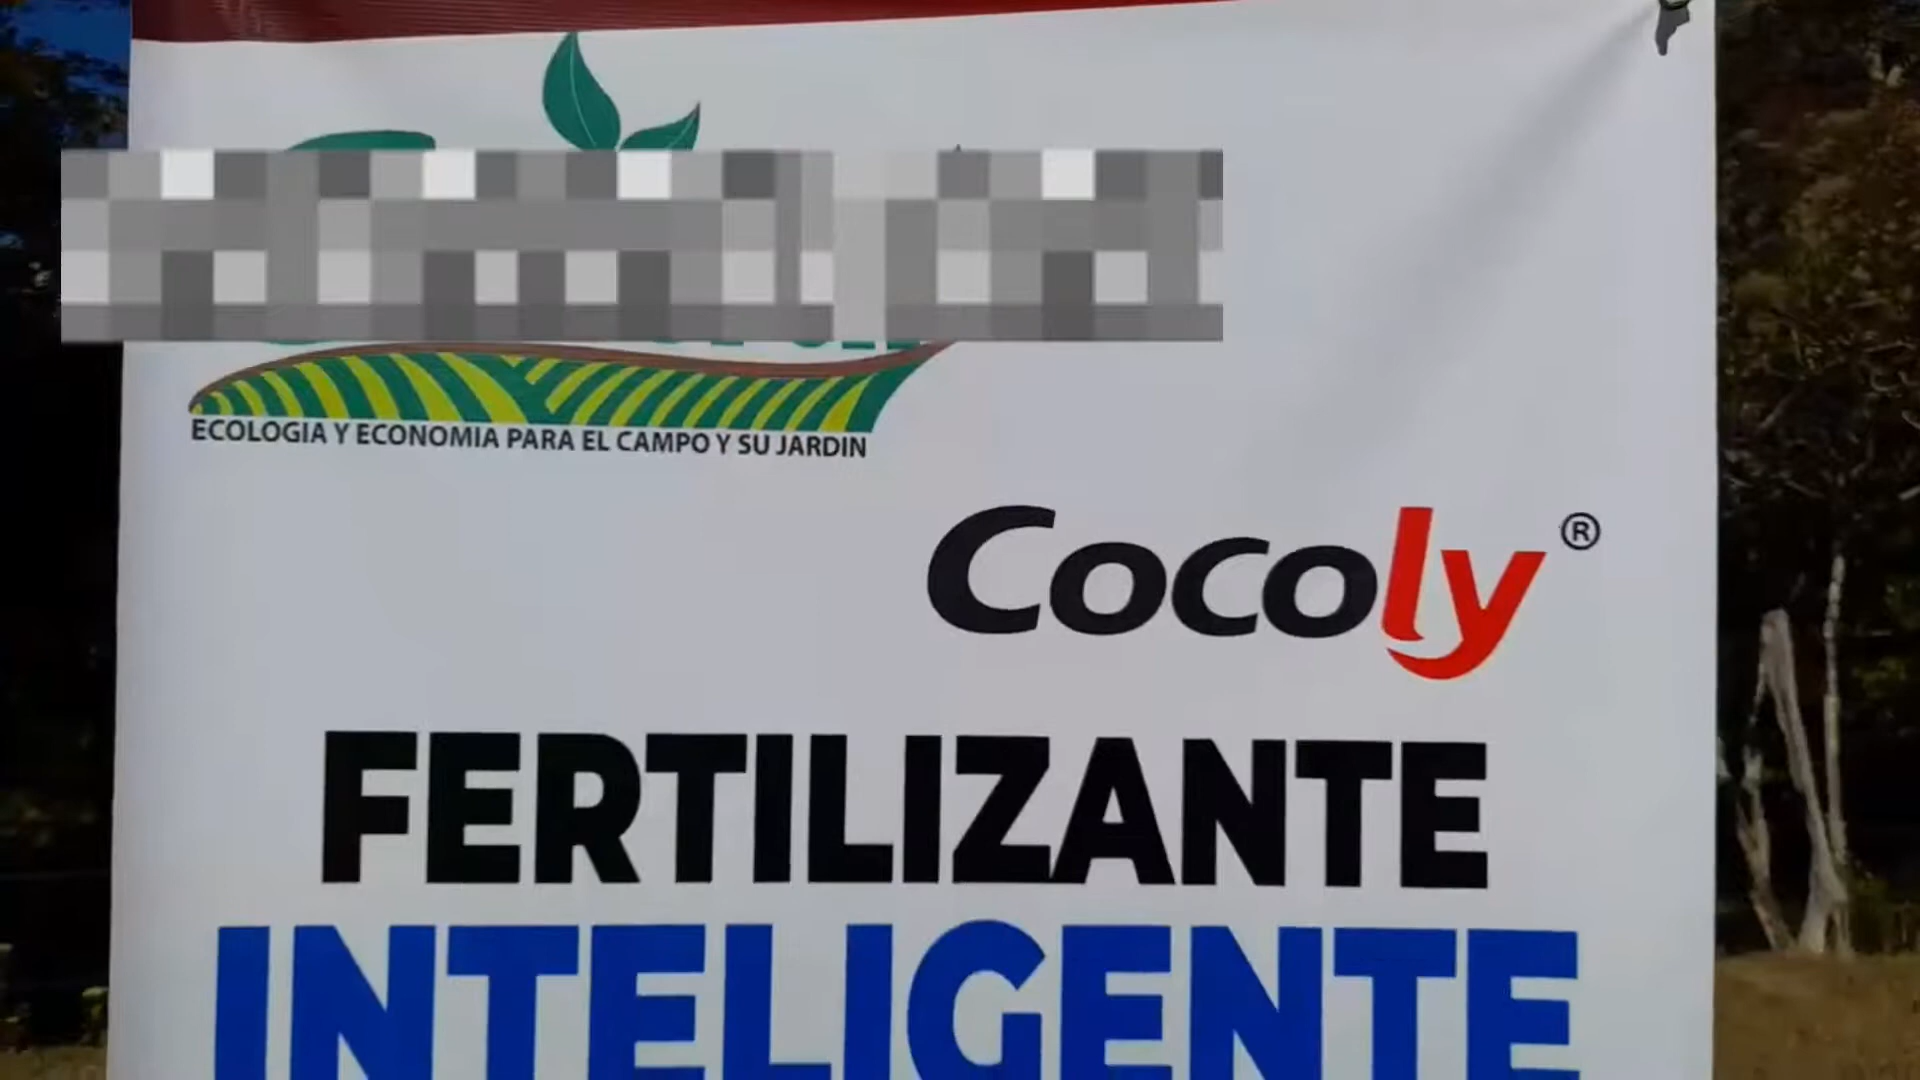 ECOLOGIA Y ECONOMIA PARA EL CAMPO Y SU JARDIN
Cocoly®
FERTILIZANTE
INTELIGENTE